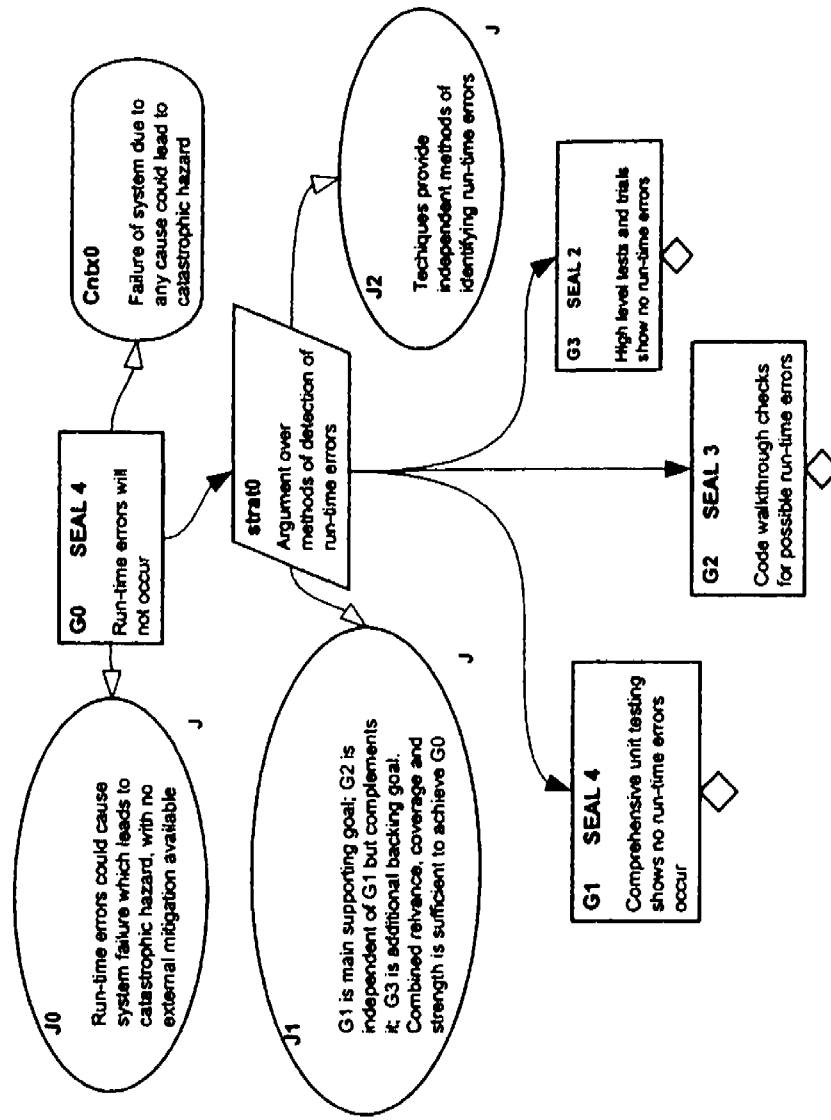 J0
Run-time errors could cause
system failure which leads to
catastrophic hazard, with no
external mitigation available
J
G0 SEAL 4
Run-time errors will
not occur
Cntx0
Failure of system due to
any cause could lead to
catastrophic hazard
J1
G1 is main supporting goal; G2 is
independent of G1 but complements
it; G3 is additional backing goal.
Combined relvance, coverage and
strength is sufficient to achieve G0
J
strat0
Argument over
methods of detection of
run-time errors
J2
Techiques provide
independent methods of
identifying run-time errors
J
G1 SEAL 4
Comprehensive unit testing
shows no run-time errors
occur
G2 SEAL 3
Code walkthrough checks
for possible run-time errors
G3 SEAL 2
High level tests and trials
show no run-time errors